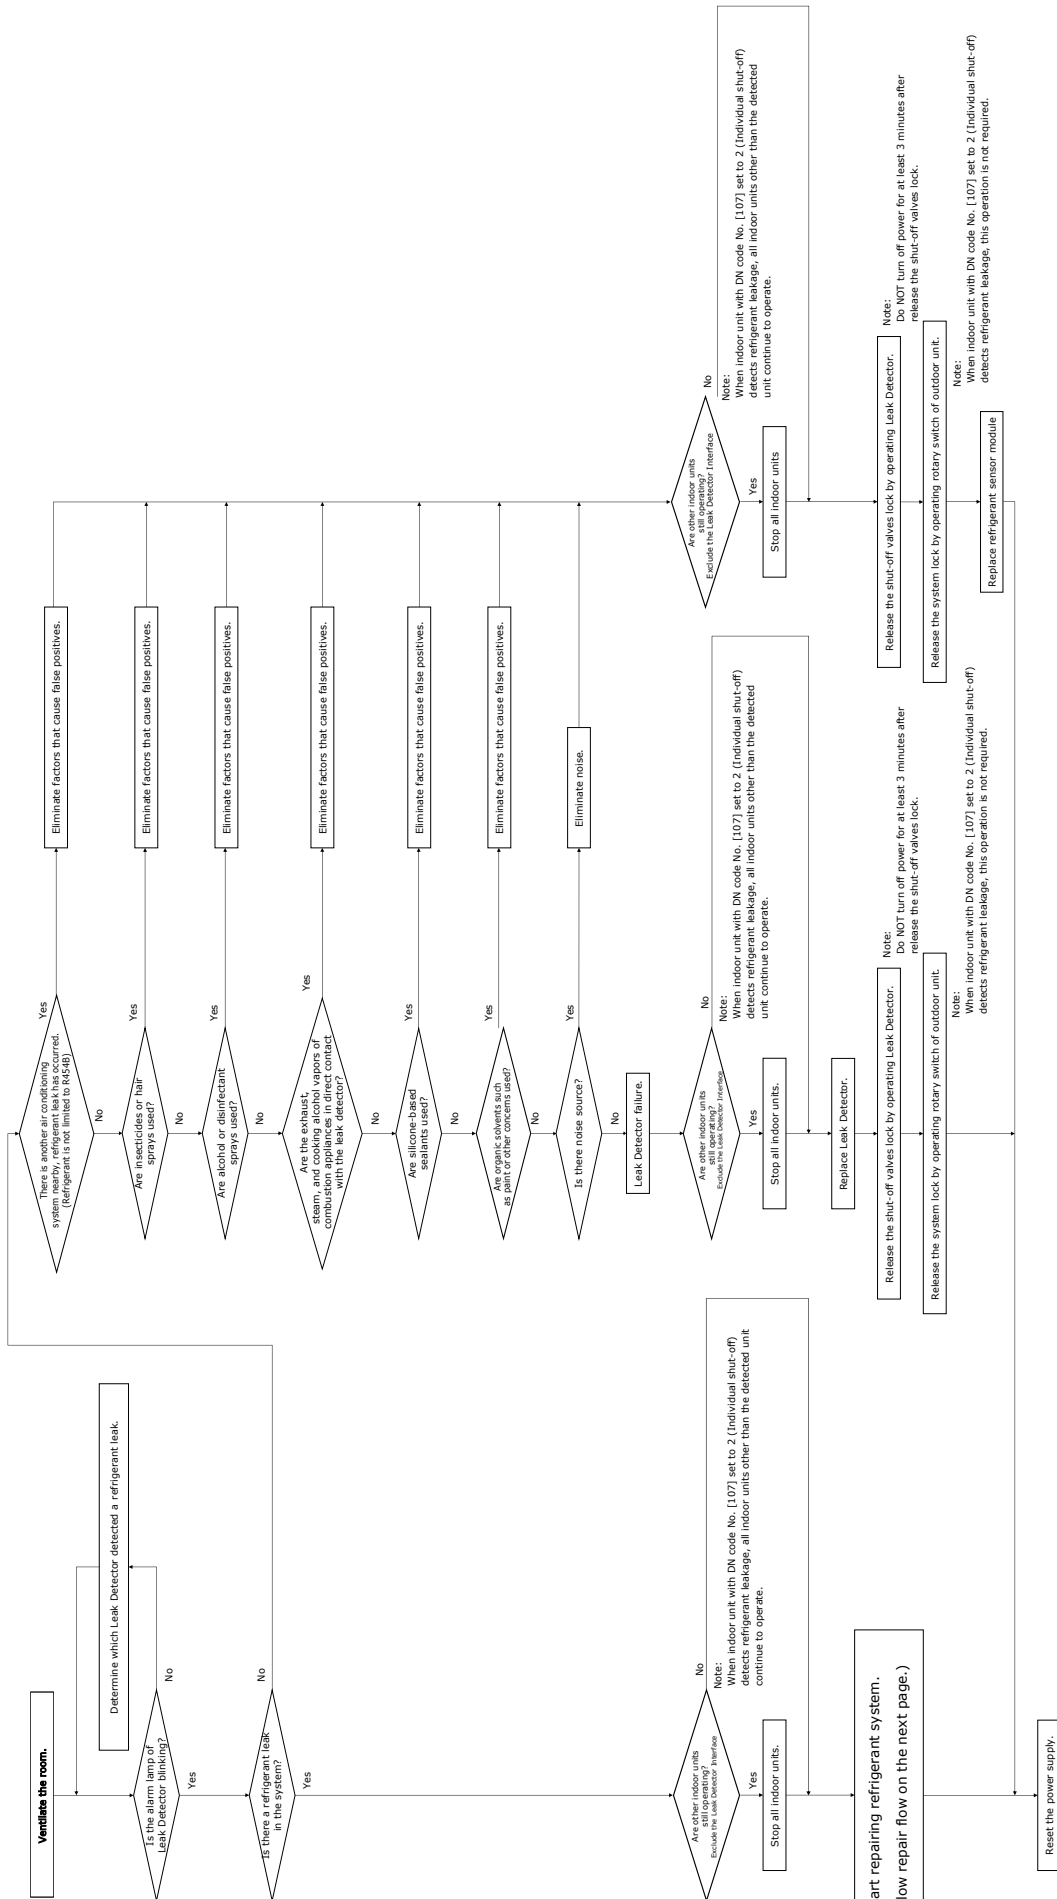 Ventilate the room.
Determine which Leak Detector detected a refrigerant leak.
Is the alarm lamp of
Leak Detector blinking?
No
Yes
Is there a refrigerant leak
in the system?
No
Yes
Are other indoor units
still operating?
Exclude the Leak Detector Interface
No
Note:
When indoor unit with DN code No. [107] set to 2 (Individual shut-off)
detects refrigerant leakage, all indoor units other than the detected unit
continue to operate.
Yes
Stop all indoor units.
art repairing refrigerant system.
low repair flow on the next page.)
Reset the power supply.
There is another air conditioning
system nearby, refrigerant leak has occurred.
(Refrigerant is not limited to R454B)
Yes
Eliminate factors that cause false positives.
No
Are insecticides or hair
sprays used?
Yes
Eliminate factors that cause false positives.
No
Are alcohol or disinfectant
sprays used?
Yes
Eliminate factors that cause false positives.
No
Are the exhaust,
steam, and cooking alcohol vapors of
combustion appliances in direct contact
with the leak detector?
Yes
Eliminate factors that cause false positives.
No
Are silicone-based
sealants used?
Yes
Eliminate factors that cause false positives.
No
Are organic solvents such
as paint or other concerns used?
Yes
Eliminate factors that cause false positives.
No
Is there noise source?
Yes
Eliminate noise.
No
Leak Detector failure.
Are other indoor units
still operating?
Exclude the Leak Detector Interface
No
Note:
When indoor unit with DN code No. [107] set to 2 (Individual shut-off)
detects refrigerant leakage, all indoor units other than the detected
unit continue to operate.
Yes
Stop all indoor units.
Replace Leak Detector.
Release the shut-off valves lock by operating Leak Detector.
Note:
Do NOT turn off power for at least 3 minutes after
release the shut-off valves lock.
Release the system lock by operating rotary switch of outdoor unit.
Note:
When indoor unit with DN code No. [107] set to 2 (Individual shut-off)
detects refrigerant leakage, this operation is not required.
Are other indoor units
still operating?
Exclude the Leak Detector Interface
No
Note:
When indoor unit with DN code No. [107] set to 2 (Individual shut-off)
detects refrigerant leakage, all indoor units other than the detected
unit continue to operate.
Yes
Stop all indoor units
Release the shut-off valves lock by operating Leak Detector.
Note:
Do NOT turn off power for at least 3 minutes after
release the shut-off valves lock.
Release the system lock by operating rotary switch of outdoor unit.
Note:
When indoor unit with DN code No. [107] set to 2 (Individual shut-off)
detects refrigerant leakage, this operation is not required.
Replace refrigerant sensor module